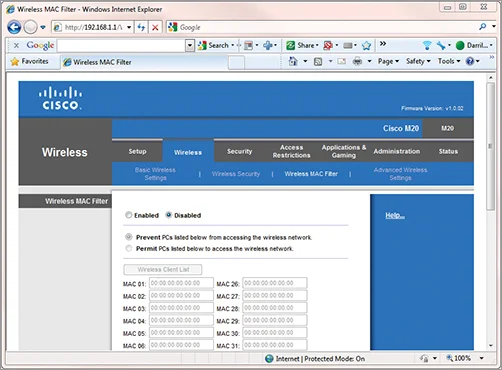 Wireless MAC Filter - Windows Internet Explorer
http://192.168.1.1/W
Google
Google
Search
Share
Darril...
Favorites
Wireless MAC Filter
Page
Safety
Tools
CISCO
Firmware Version: v1.0.02
Cisco M20
M20
Wireless
Setup
Wireless
Security
Access Restrictions
Applications & Gaming
Administration
Status
Basic Wireless Settings
Wireless Security
Wireless MAC Filter
Advanced Wireless Settings
Wireless MAC Filter
Enabled Disabled
Help...
Prevent PCs listed below from accessing the wireless network.
Permit PCs listed below to access the wireless network.
Wireless Client List
MAC 01: 00:00:00:00:00:00 MAC 26: 00:00:00:00:00:00
MAC 02: 00:00:00:00:00:00 MAC 27: 00:00:00:00:00:00
MAC 03: 00:00:00:00:00:00 MAC 28: 00:00:00:00:00:00
MAC 04: 00:00:00:00:00:00 MAC 29: 00:00:00:00:00:00
MAC 05: 00:00:00:00:00:00 MAC 30: 00:00:00:00:00:00
MAC 06: 00:00:00:00:00:00 MAC 31: 00:00:00:00:00:00
Internet | Protected Mode: On
100%